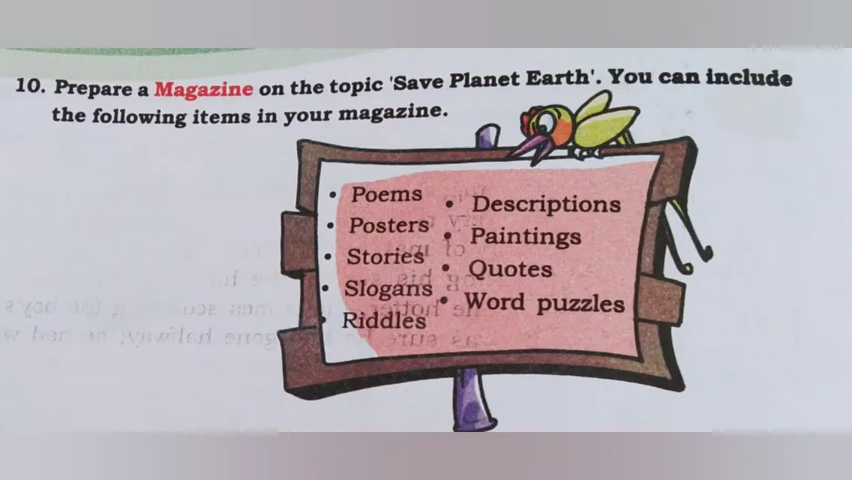 10. Prepare a Magazine on the topic 'Save Planet Earth'. You can include
the following items in your magazine.
• Poems
• Posters
• Stories
• Slogans
• Riddles
• Descriptions
• Paintings
• Quotes
• Word puzzles